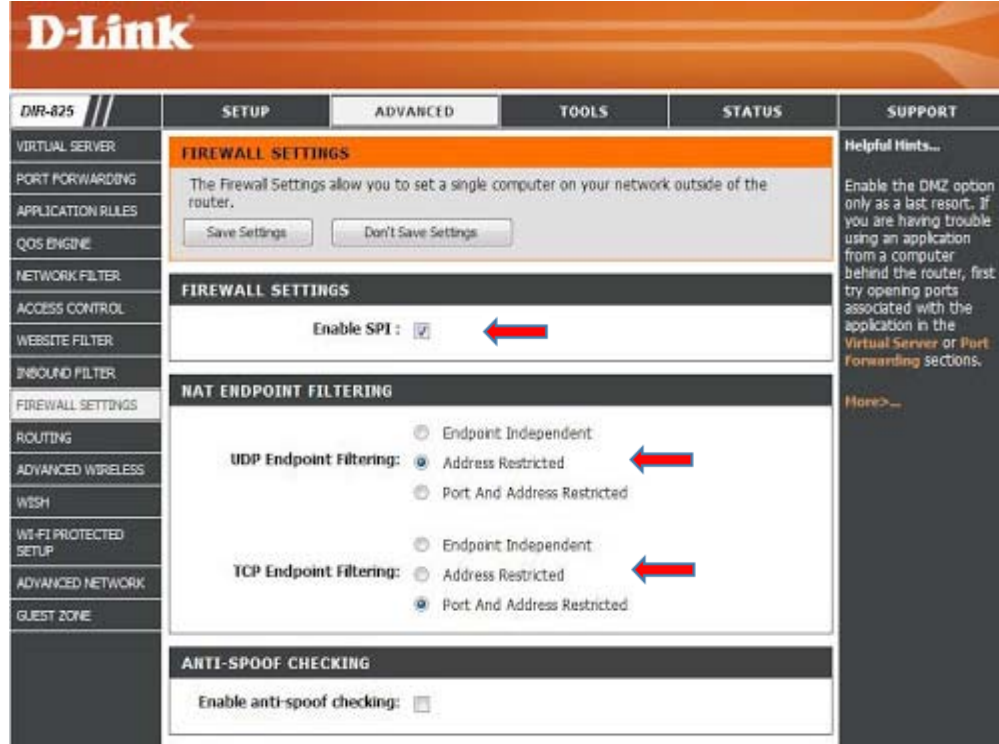 D-Link
DIR-825
SETUP
ADVANCED
TOOLS
STATUS
SUPPORT
VIRTUAL SERVER
PORT FORWARDING
APPLICATION RULES
QOS ENGINE
NETWORK FILTER
ACCESS CONTROL
WEBSITE FILTER
INBOUND FILTER
FIREWALL SETTINGS
ROUTING
ADVANCED WIRELESS
WISH
WI-FI PROTECTED
SETUP
ADVANCED NETWORK
GUEST ZONE
FIREWALL SETTINGS
The Firewall Settings allow you to set a single computer on your network outside of the
router.
Save Settings
Don't Save Settings
FIREWALL SETTINGS
Enable SPI :
NAT ENDPOINT FILTERING
Endpoint Independent
UDP Endpoint Filtering:
Address Restricted
Port And Address Restricted
Endpoint Independent
TCP Endpoint Filtering:
Address Restricted
Port And Address Restricted
ANTI-SPOOF CHECKING
Enable anti-spoof checking:
Helpful Hints...
Enable the DMZ option
only as a last resort. If
you are having trouble
using an application
from a computer
behind the router, first
try opening ports
associated with the
application in the
Virtual Server or Port
Forwarding sections.
More>...